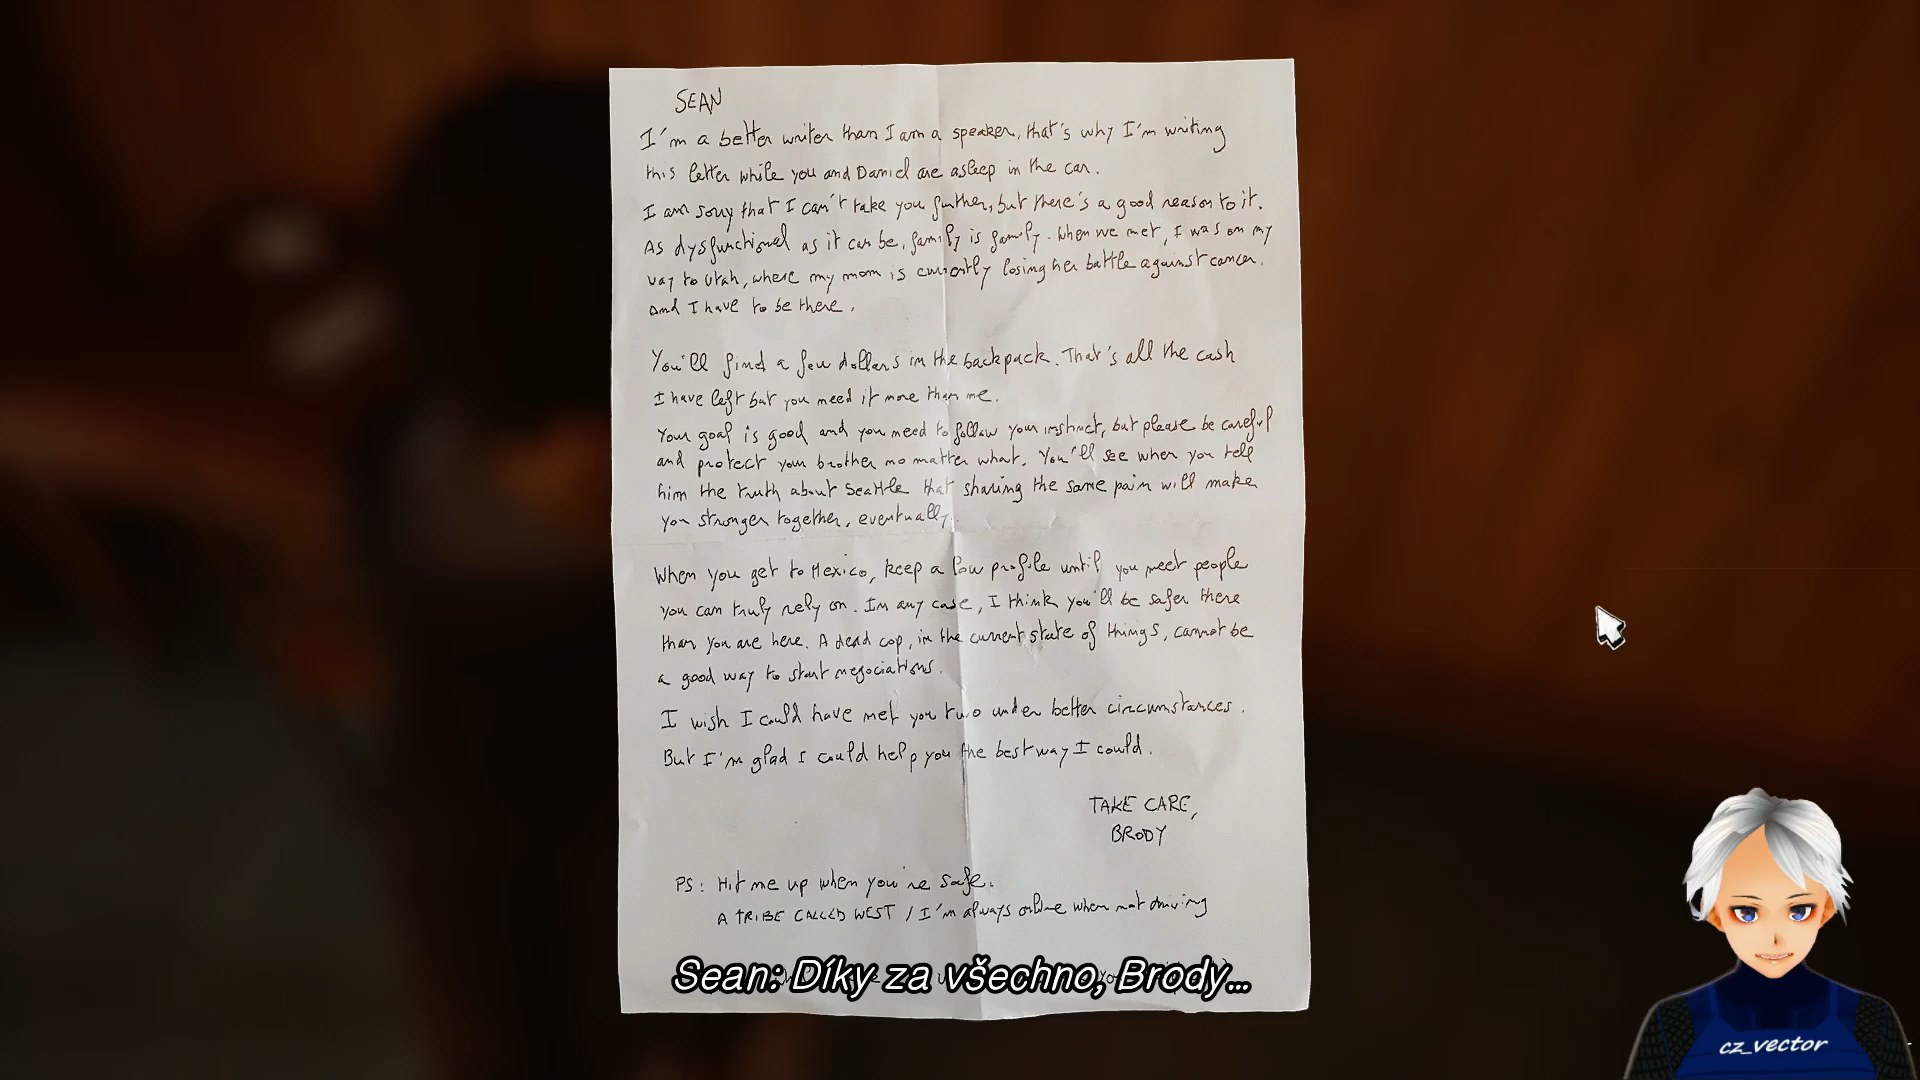 SEAN
I'm a better writer than I am a speaker, that's why I'm writing
this letter while you and Daniel are asleep in the car.
I am sorry that I can't take you further, but there's a good reason to it.
As dysfunctional as it can be, family is family. When we met, I was on my
way to Utah, where my mom is currently losing her battle against cancer.
and I have to be there.
You'll find a few dollars in the backpack. That's all the cash
I have left but you need it more than me.
Your goal is good and you need to follow your instinct, but please be careful
and protect your brother no matter what. You'll see when you tell
him the truth about Seattle that sharing the same pain will make
you stronger together, eventually.
When you get to Mexico, keep a low profile until you meet people
you can truly rely on. In any case, I think you'll be safer there
than you are here. A dead cop, in the current state of things, cannot be
a good way to start negociations.
I wish I could have met you two under better circumstances.
But I'm glad I could help you the best way I could.
TAKE CARE,
BRODY
PS: Hit me up when you're safe.
A TRIBE CALLED WEST / I'm always online when not driving
Sean: Díky za všechno, Brody...
cz_vector